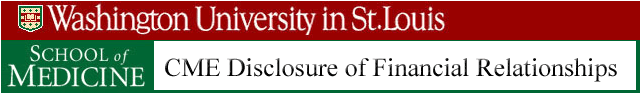 Washington University in St.Louis
SCHOOL of
MEDICINE
CME Disclosure of Financial Relationships